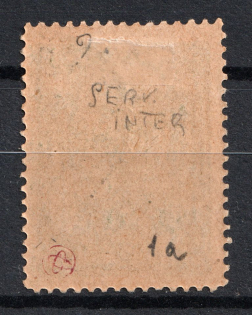 ?.
SERV.
INTER
1a